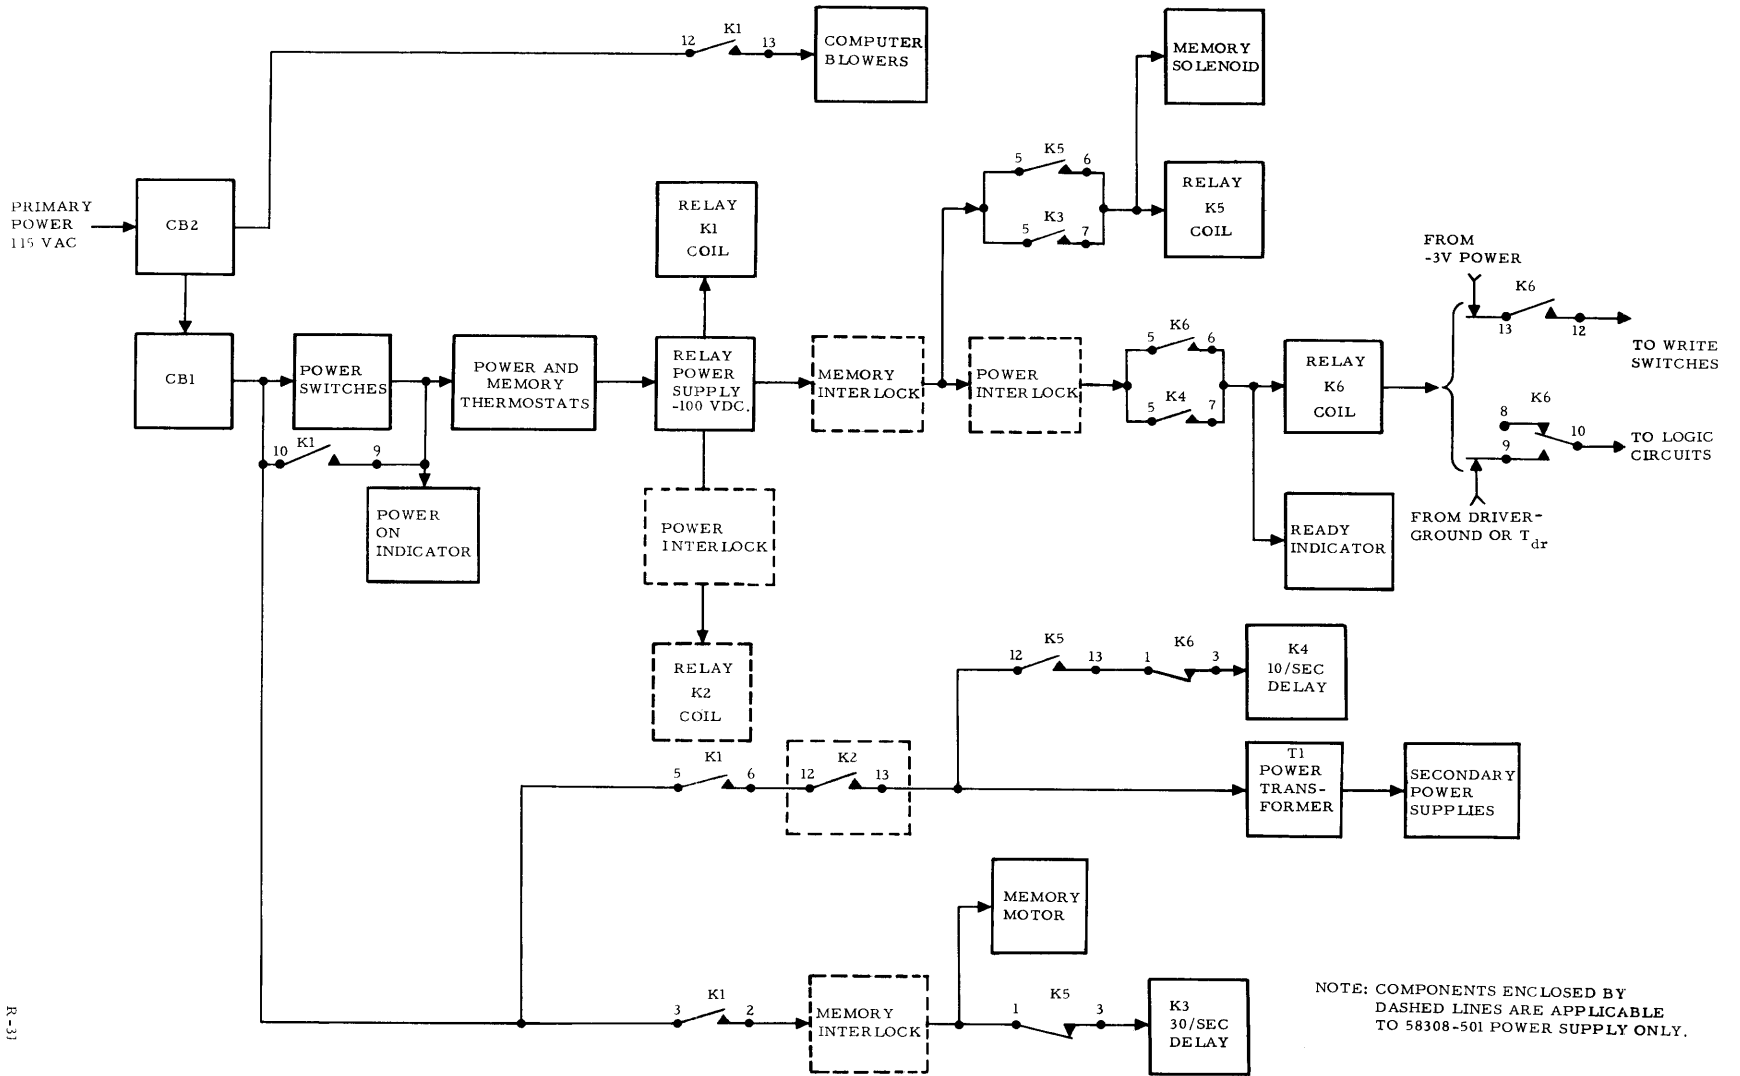 K1
12
13
COMPUTER
BLOWERS
MEMORY
SOLENOID
K5
5
6
K3
5
7
RELAY
K5
COIL
PRIMARY
POWER
115 VAC
CB2
RELAY
K1
COIL
FROM
-3V POWER
K6
13
12
TO WRITE
SWITCHES
CB1
POWER
SWITCHES
POWER AND
MEMORY
THERMOSTATS
RELAY
POWER
SUPPLY
-100 VDC.
MEMORY
INTERLOCK
POWER
INTERLOCK
K6
5
6
K4
5
7
RELAY
K6
COIL
K6
8
10
9
TO LOGIC
CIRCUITS
K1
10
9
POWER
ON
INDICATOR
POWER
INTERLOCK
READY
INDICATOR
FROM DRIVER-
GROUND OR Tdr
RELAY
K2
COIL
K5
12
13
K6
1
3
K4
10/SEC
DELAY
K1
5
6
K2
12
13
T1
POWER
TRANS-
FORMER
SECONDARY
POWER
SUPPLIES
MEMORY
MOTOR
K1
3
2
MEMORY
INTERLOCK
K5
1
3
K3
30/SEC
DELAY
NOTE: COMPONENTS ENCLOSED BY
DASHED LINES ARE APPLICABLE
TO 58308-501 POWER SUPPLY ONLY.
R-31